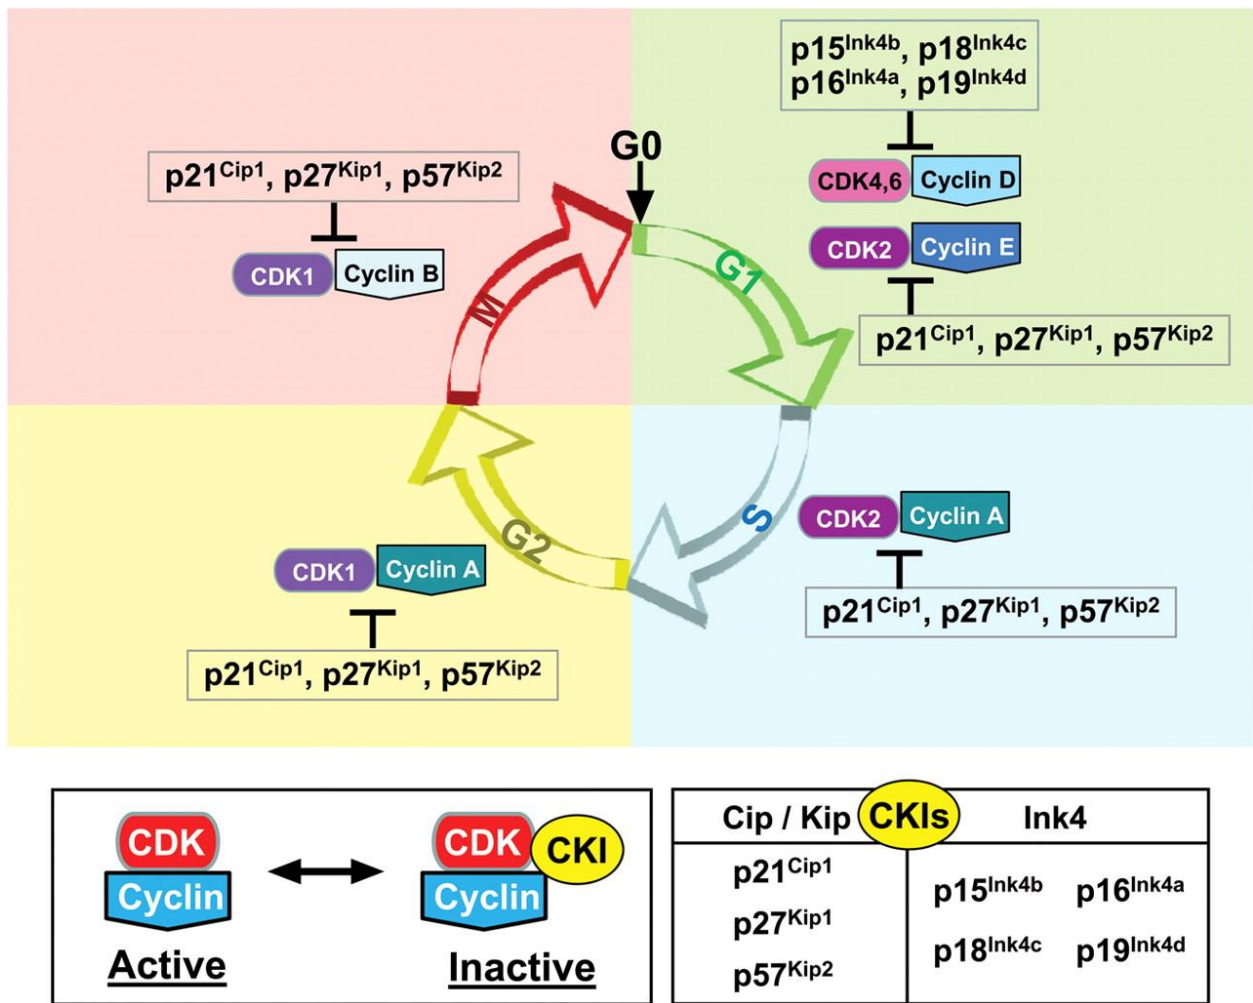 p15Ink4b, p18Ink4c
p16Ink4a, p19Ink4d
G0
p21Cip1, p27Kip1, p57Kip2
CDK4,6 Cyclin D
CDK1 Cyclin B
CDK2 Cyclin E
G1
M
p21Cip1, p27Kip1, p57Kip2
S
CDK2 Cyclin A
G2
CDK1 Cyclin A
p21Cip1, p27Kip1, p57Kip2
p21Cip1, p27Kip1, p57Kip2
CDK
Cyclin
Active
CDK CKI
Cyclin
Inactive
Cip / Kip CKIs Ink4
p21Cip1
p27Kip1
p57Kip2
p15Ink4b p16Ink4a
p18Ink4c p19Ink4d